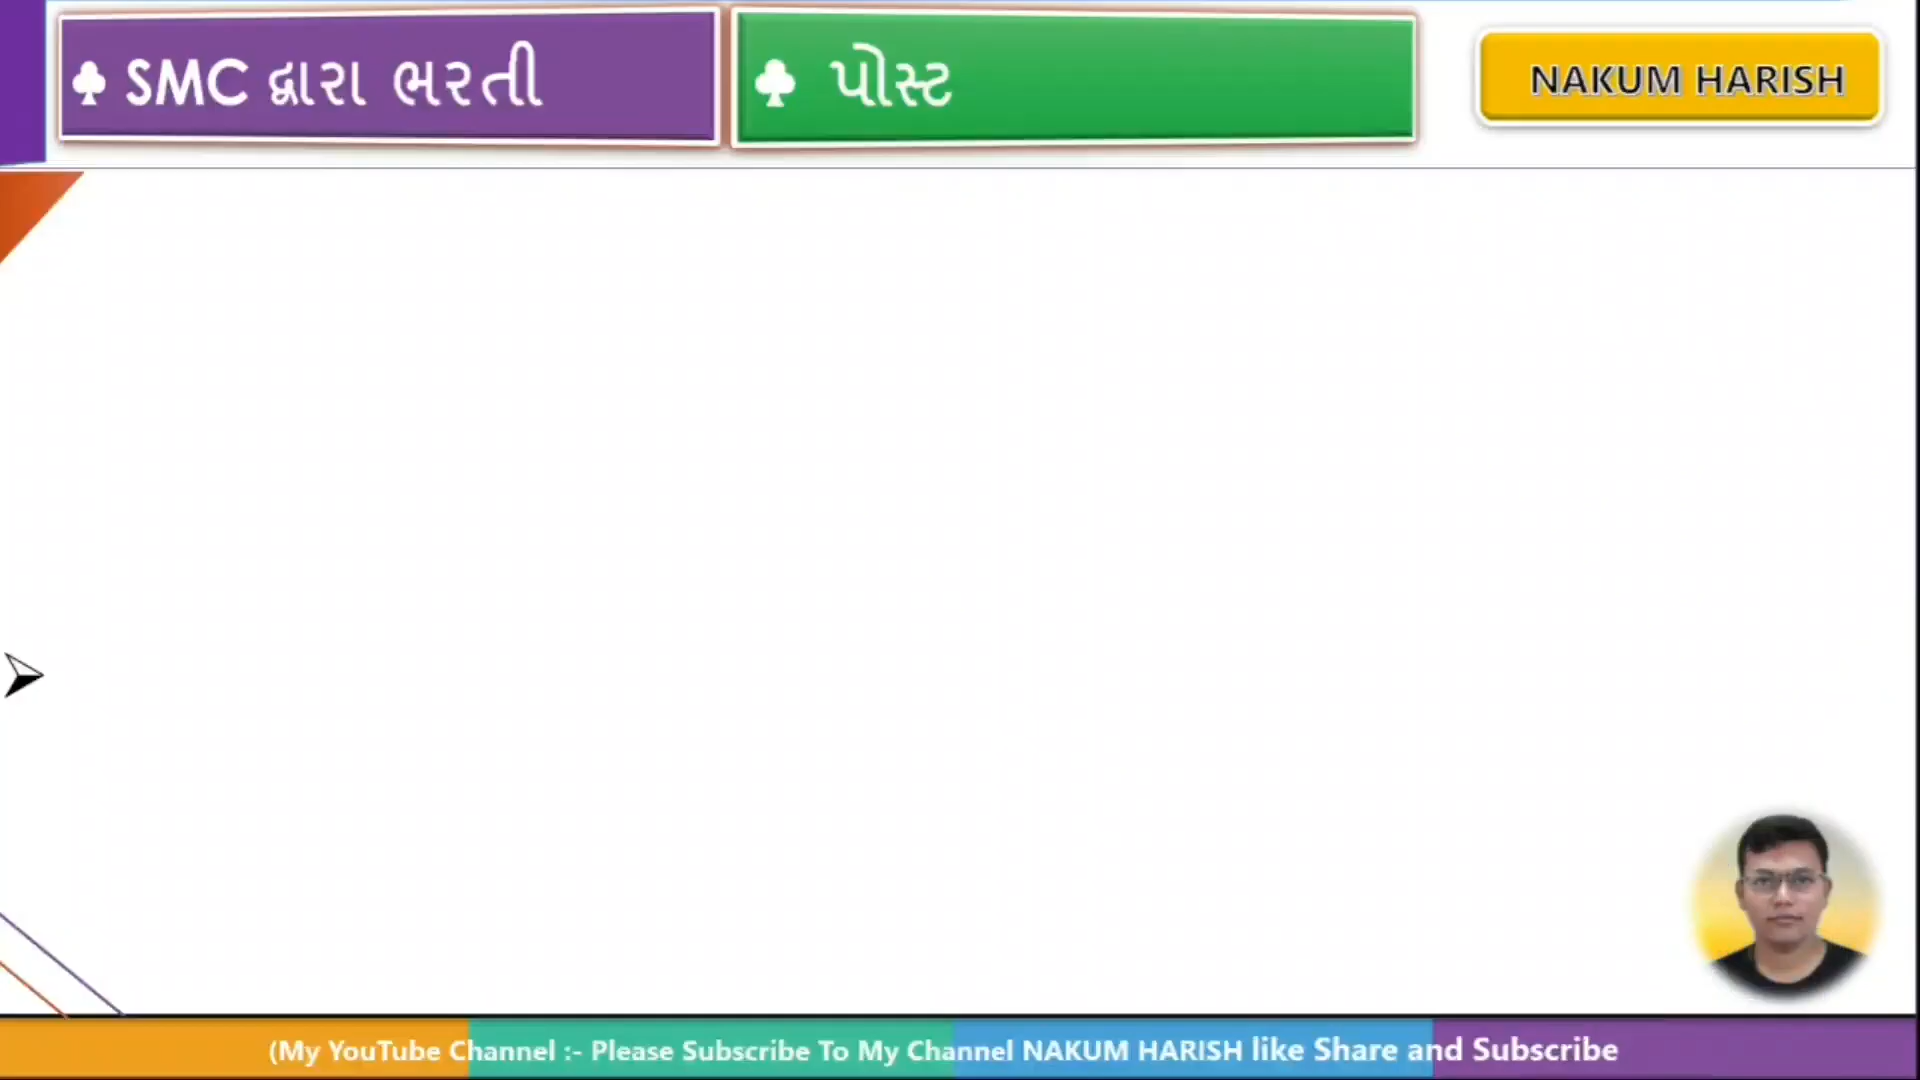 ♣ SMC દ્વારા ભરતી
♣ પોસ્ટ
NAKUM HARISH
(My YouTube Channel :- Please Subscribe To My Channel NAKUM HARISH like Share and Subscribe